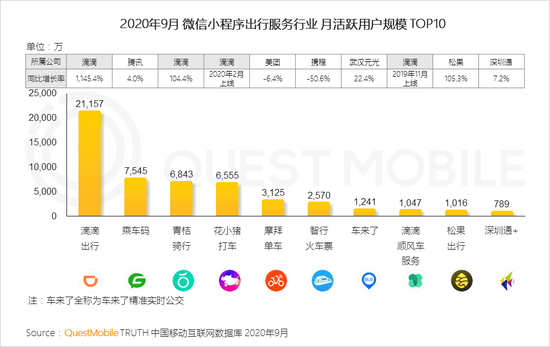 2020年9月 微信小程序出行服务行业 月活跃用户规模 TOP10
单位：万
所属公司 滴滴 腾讯 滴滴 滴滴 美团 携程 武汉元光 滴滴 松果 深圳通
同比增长率 1,145.4% 4.0% 104.4% 2020年2月上线 -6.4% -50.6% 22.4% 2019年11月上线 105.3% 7.2%
25,000
20,000
15,000
10,000
5,000
0
21,157 7,545 6,843 6,555 3,125 2,570 1,241 1,047 1,016 789
QUEST MOBILE
滴滴出行 乘车码 青桔骑行 花小猪打车 摩拜单车 智行火车票 车来了 滴滴顺风车服务 松果出行 深圳通+
BUS
注：车来了全称为车来了精准实时公交
Source：QuestMobile TRUTH 中国移动互联网数据库 2020年9月